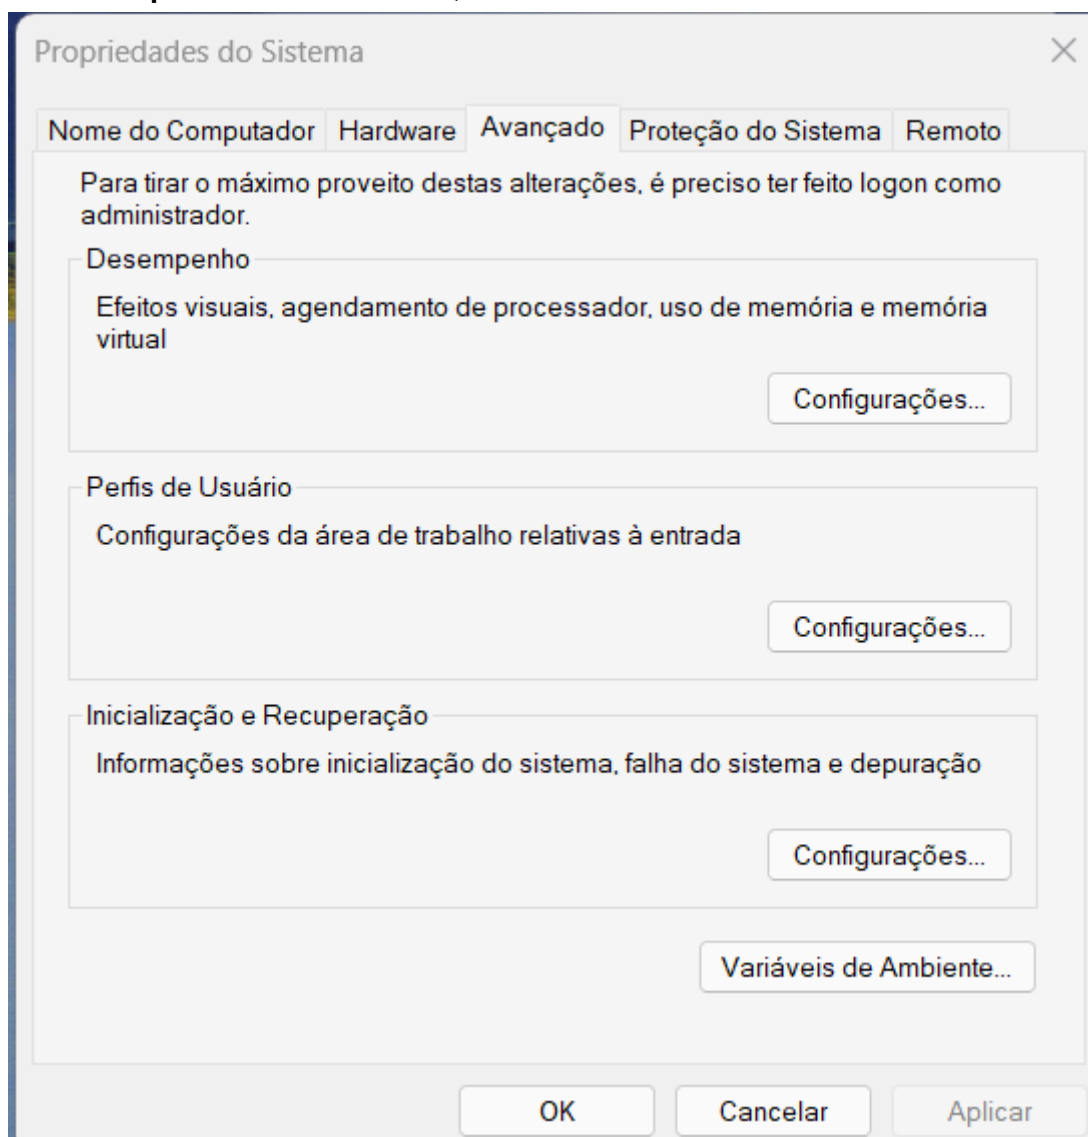 Propriedades do Sistema
Nome do Computador Hardware Avançado Proteção do Sistema Remoto
Para tirar o máximo proveito destas alterações, é preciso ter feito logon como
administrador.
Desempenho
Efeitos visuais, agendamento de processador, uso de memória e memória
virtual
Configurações...
Perfis de Usuário
Configurações da área de trabalho relativas à entrada
Configurações...
Inicialização e Recuperação
Informações sobre inicialização do sistema, falha do sistema e depuração
Configurações...
Variáveis de Ambiente...
OK Cancelar Aplicar